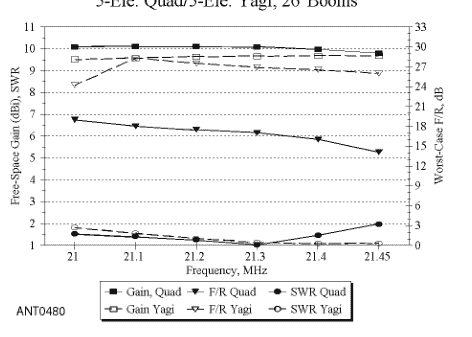 5-Ele. Quad/5-Ele. Yagi, 26' Booms
11
10
9
8
7
6
5
4
3
2
1
33
30
27
24
21
18
15
12
9
6
3
0
Free-Space Gain (dBi), SWR
Worst-Case F/R, dB
21 21.1 21.2 21.3 21.4 21.45
Frequency, MHz
Gain, Quad F/R Quad SWR Quad
Gain Yagi F/R Yagi SWR Yagi
ANT0480